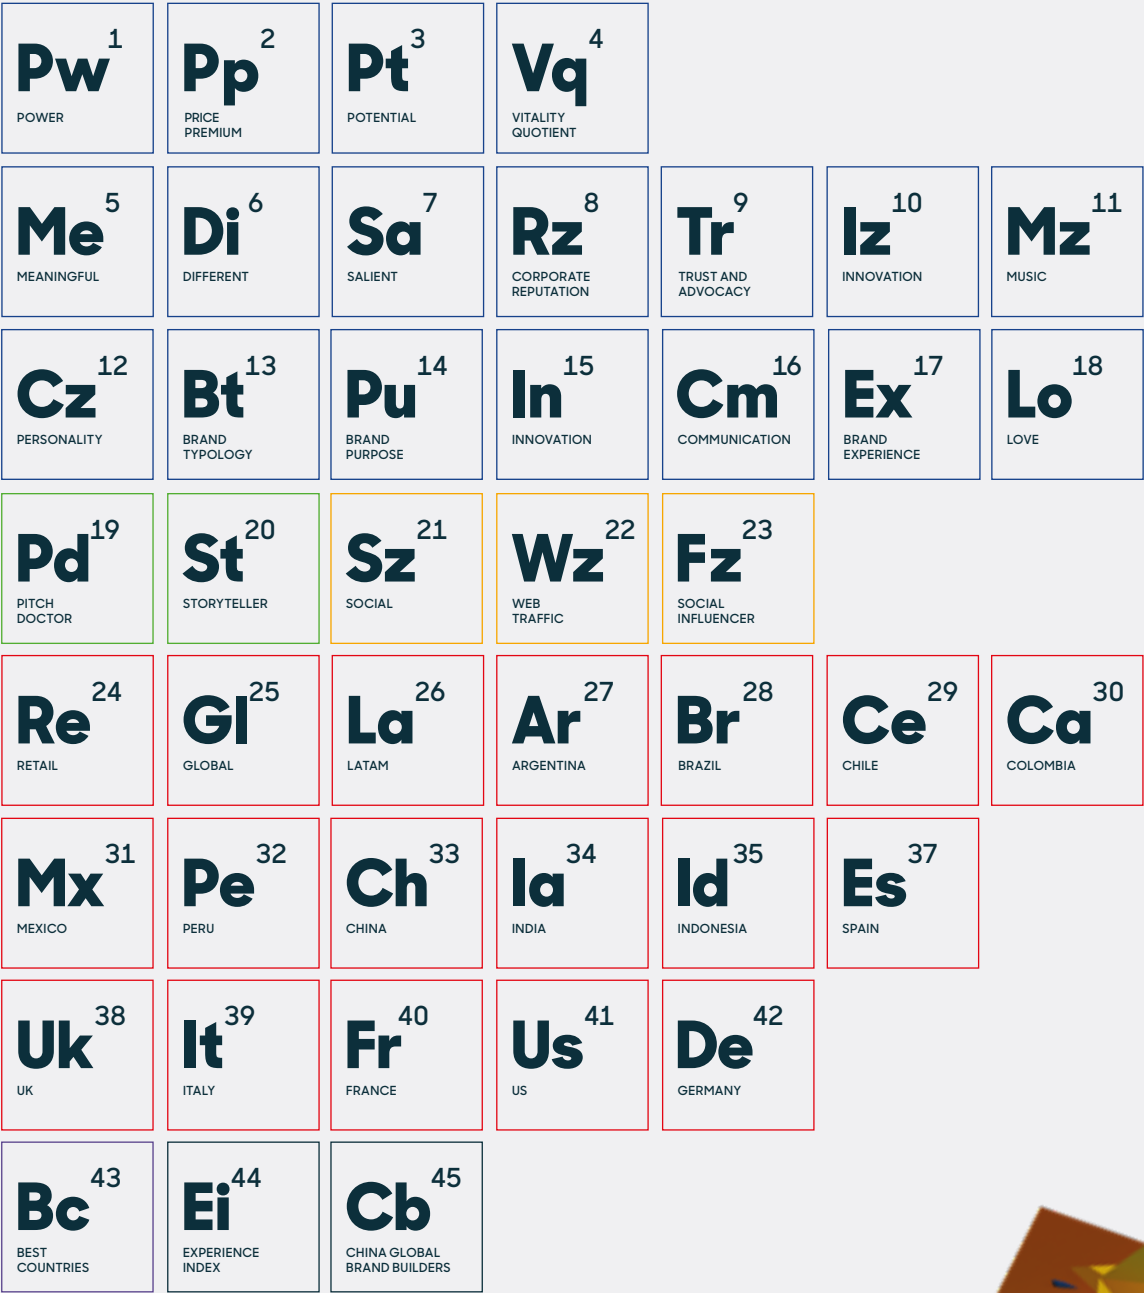 Pw 1
POWER
Pp 2
PRICE
PREMIUM
Pt 3
POTENTIAL
Vq 4
VITALITY
QUOTIENT
Me 5
MEANINGFUL
Di 6
DIFFERENT
Sa 7
SALIENT
Rz 8
CORPORATE
REPUTATION
Tr 9
TRUST AND
ADVOCACY
Iz 10
INNOVATION
Mz 11
MUSIC
Cz 12
PERSONALITY
Bt 13
BRAND
TYPOLOGY
Pu 14
BRAND
PURPOSE
In 15
INNOVATION
Cm 16
COMMUNICATION
Ex 17
BRAND
EXPERIENCE
Lo 18
LOVE
Pd 19
PITCH
DOCTOR
St 20
STORYTELLER
Sz 21
SOCIAL
Wz 22
WEB
TRAFFIC
Fz 23
SOCIAL
INFLUENCER
Re 24
RETAIL
Gl 25
GLOBAL
La 26
LATAM
Ar 27
ARGENTINA
Br 28
BRAZIL
Ce 29
CHILE
Ca 30
COLOMBIA
Mx 31
MEXICO
Pe 32
PERU
Ch 33
CHINA
Ia 34
INDIA
Id 35
INDONESIA
Es 37
SPAIN
Uk 38
UK
It 39
ITALY
Fr 40
FRANCE
Us 41
US
De 42
GERMANY
Bc 43
BEST
COUNTRIES
Ei 44
EXPERIENCE
INDEX
Cb 45
CHINA GLOBAL
BRAND BUILDERS